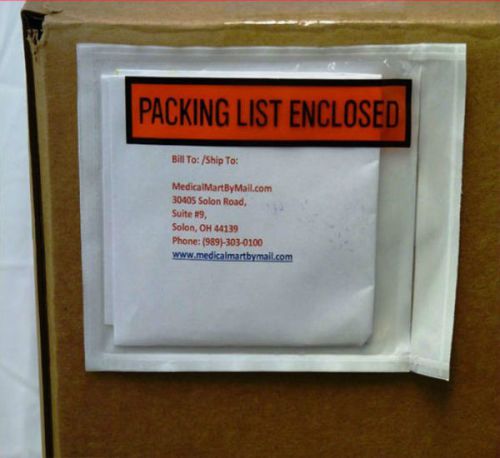 PACKING LIST ENCLOSED
Bill To: /Ship To:
MedicalMartByMail.com
30405 Solon Road,
Suite #9,
Solon, OH 44139
Phone: (989)-303-0100
www.medicalmartbymail.com